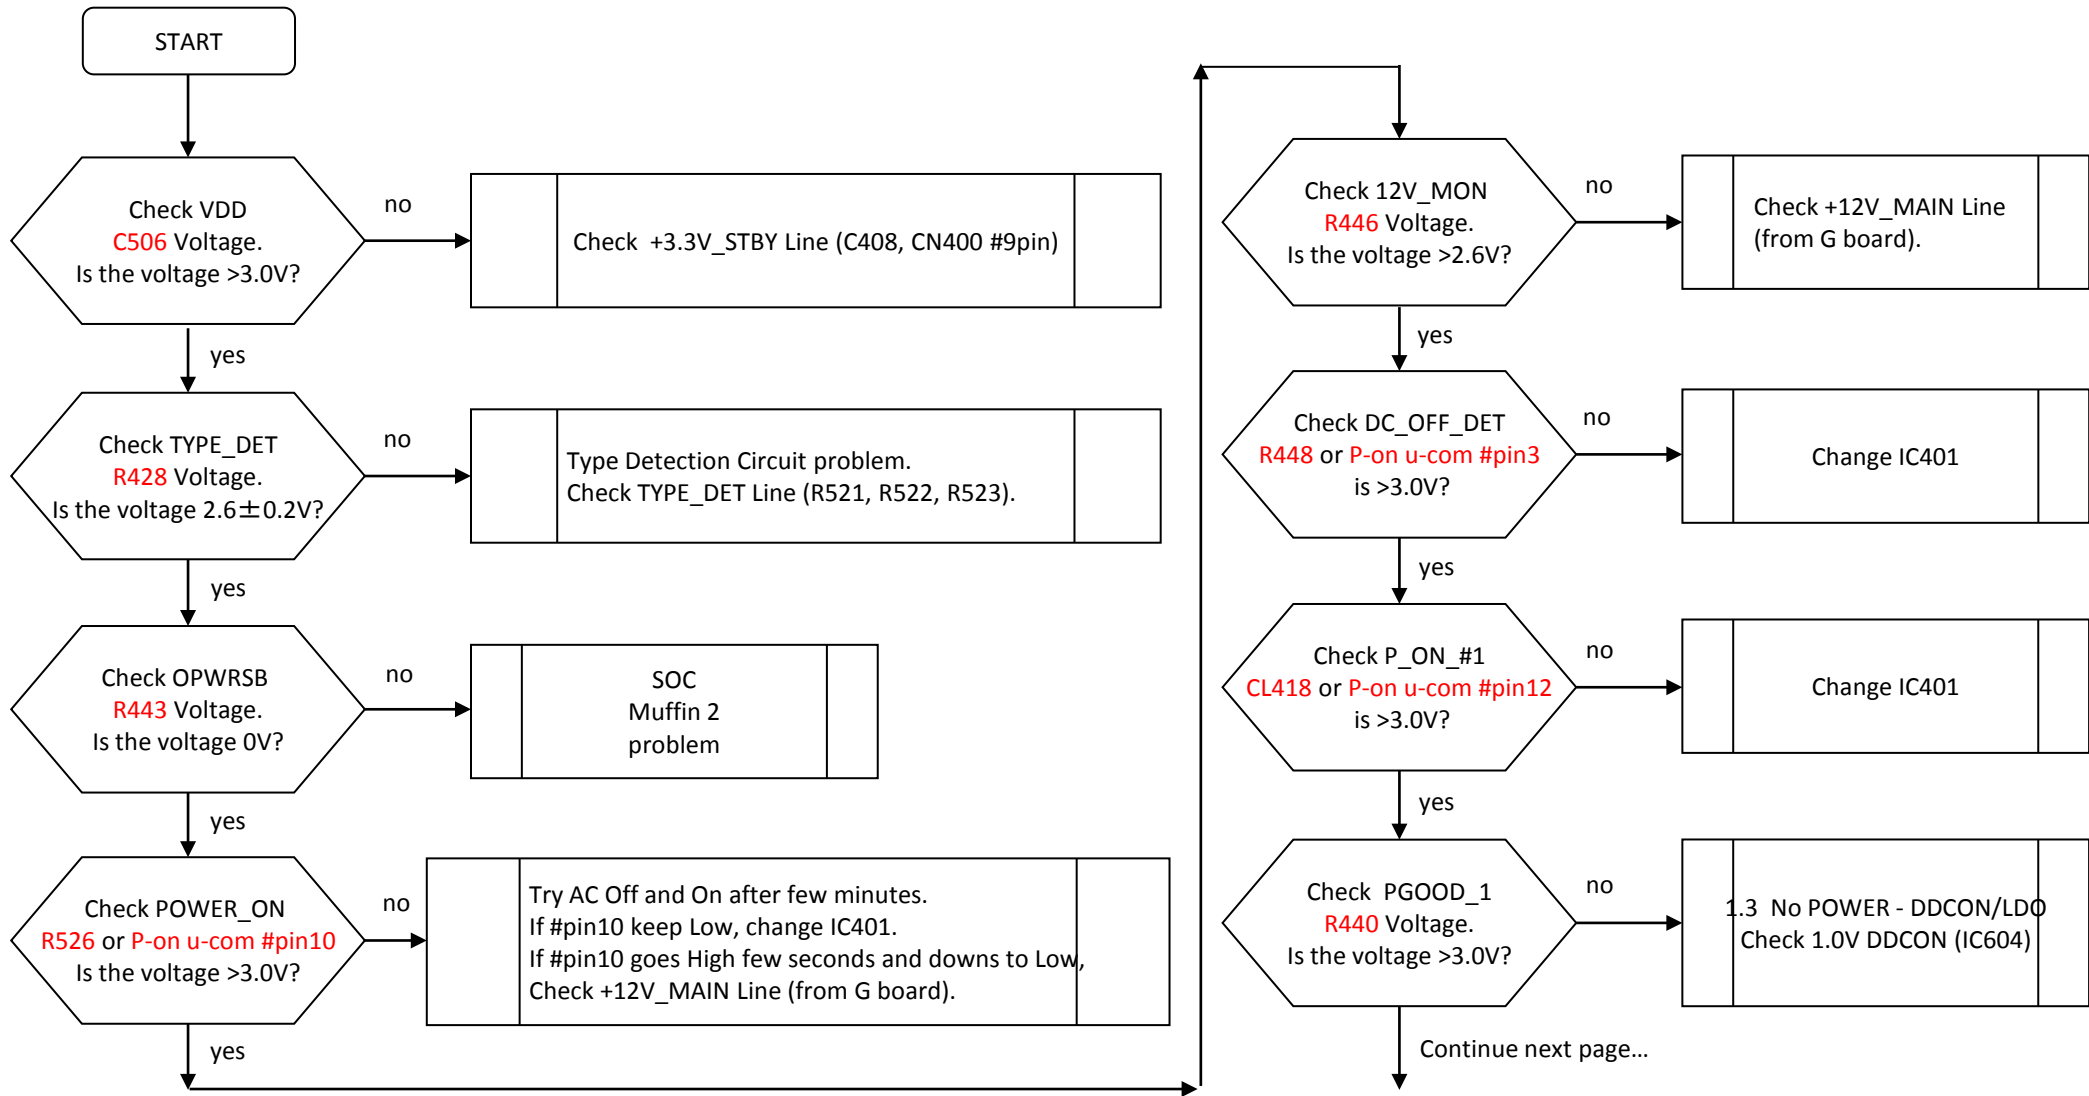 START
Check VDD
C506 Voltage.
Is the voltage >3.0V?
no
Check +3.3V_STBY Line (C408, CN400 #9pin)
yes
Check TYPE_DET
R428 Voltage.
Is the voltage 2.6±0.2V?
no
Type Detection Circuit problem.
Check TYPE_DET Line (R521, R522, R523).
yes
Check OPWRSB
R443 Voltage.
Is the voltage 0V?
no
SOC
Muffin 2
problem
yes
Check POWER_ON
R526 or P-on u-com #pin10
Is the voltage >3.0V?
no
Try AC Off and On after few minutes.
If #pin10 keep Low, change IC401.
If #pin10 goes High few seconds and downs to Low,
Check +12V_MAIN Line (from G board).
yes
Check 12V_MON
R446 Voltage.
Is the voltage >2.6V?
no
Check +12V_MAIN Line
(from G board).
yes
Check DC_OFF_DET
R448 or P-on u-com #pin3
is >3.0V?
no
Change IC401
yes
Check P_ON_#1
CL418 or P-on u-com #pin12
is >3.0V?
no
Change IC401
yes
Check PGOOD_1
R440 Voltage.
Is the voltage >3.0V?
no
1.3 No POWER - DDCON/LDO
Check 1.0V DDCON (IC604)
Continue next page...